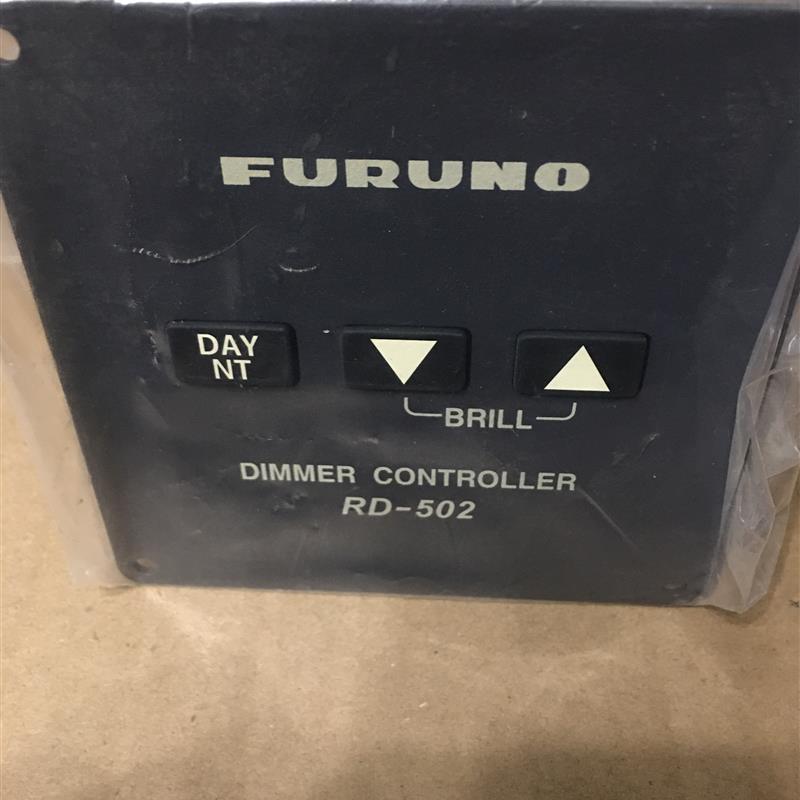 FURUNO
DAY
NT
BRILL
DIMMER CONTROLLER
RD-502